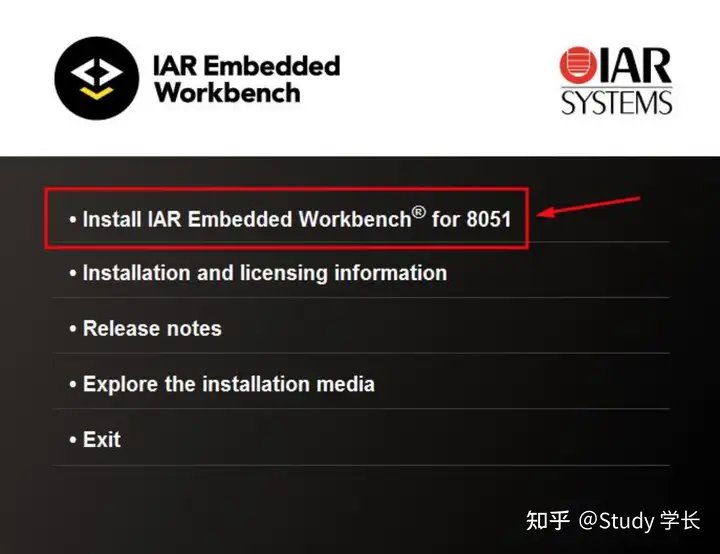 IAR Embedded
Workbench
IAR
SYSTEMS
• Install IAR Embedded Workbench® for 8051
• Installation and licensing information
• Release notes
• Explore the installation media
• Exit
知乎 @Study 学长